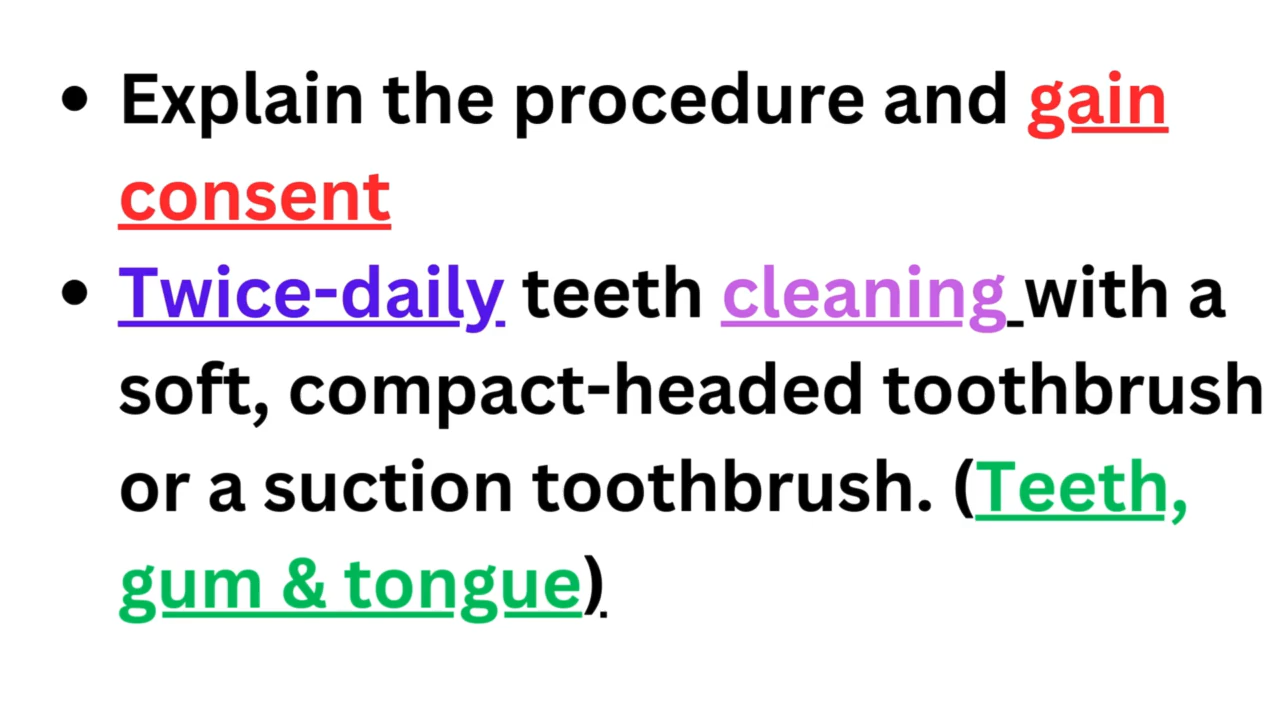 • Explain the procedure and gain
consent
• Twice-daily teeth cleaning with a
soft, compact-headed toothbrush
or a suction toothbrush. (Teeth,
gum & tongue)